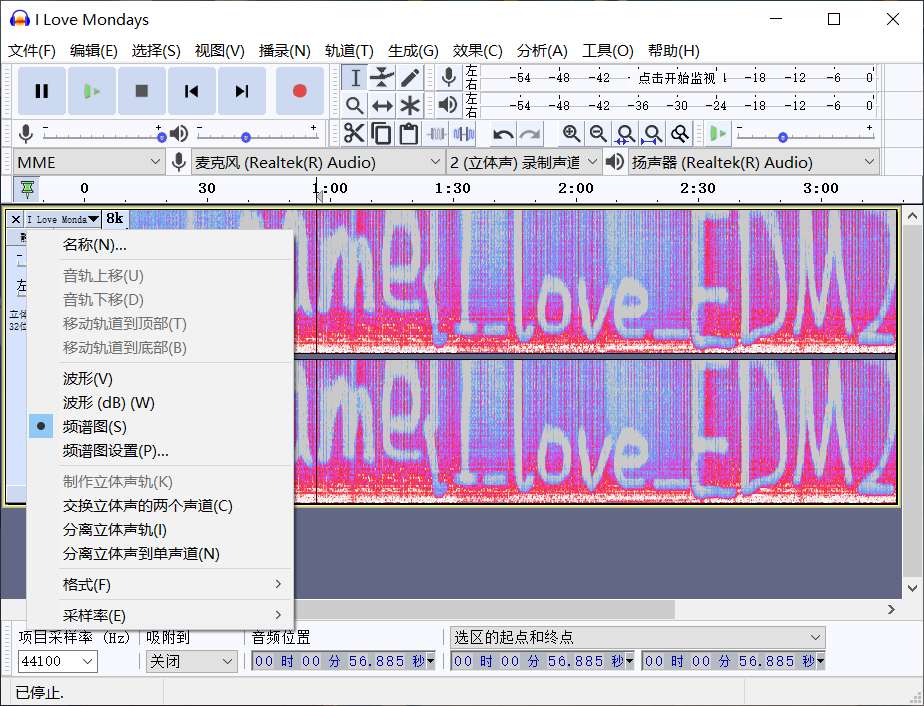 I Love Mondays
文件(F) 编辑(E) 选择(S) 视图(V) 播录(N) 轨道(T) 生成(G) 效果(C) 分析(A) 工具(O) 帮助(H)
左 -54 -48 -42 点击开始监视 -18 -12 -6 0
右
左 -54 -48 -42 -36 -30 -24 -18 -12 -6 0
右
MME 麦克风 (Realtek(R) Audio) 2 (立体声) 录制声道 扬声器 (Realtek(R) Audio)
0 30 1:00 1:30 2:00 2:30 3:00
I Love Monda 8k
左
立体
32位
名称(N)...
音轨上移(U)
音轨下移(D)
移动轨道到顶部(T)
移动轨道到底部(B)
波形(V)
波形 (dB) (W)
频谱图(S)
频谱图设置(P)...
制作立体声轨(K)
交换立体声的两个声道(C)
分离立体声轨(I)
分离立体声到单声道(N)
格式(F)
采样率(E)
ame{I_love_EDM
ame{I_love_EDM
项目采样率 (Hz) 吸附到 音频位置 选区的起点和终点
44100 关闭 00 时 00 分 56.885 秒 00 时 00 分 56.885 秒 00 时 00 分 56.885 秒
已停止.